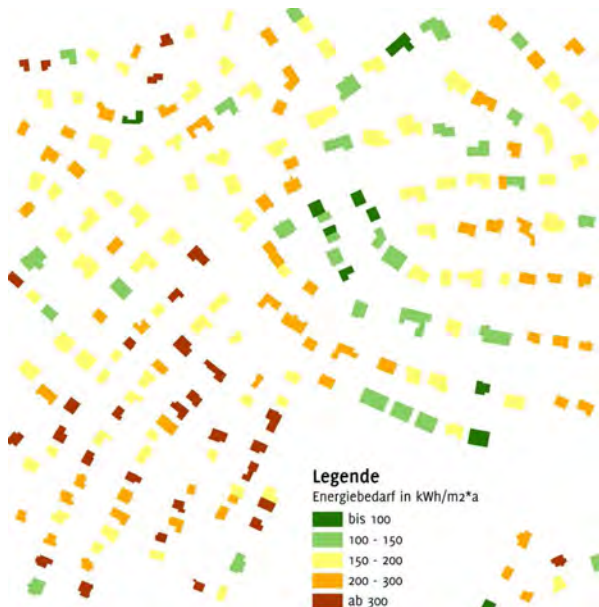 Legende
Energiebedarf in kWh/m2*a
bis 100
100 - 150
150 - 200
200 - 300
ab 300